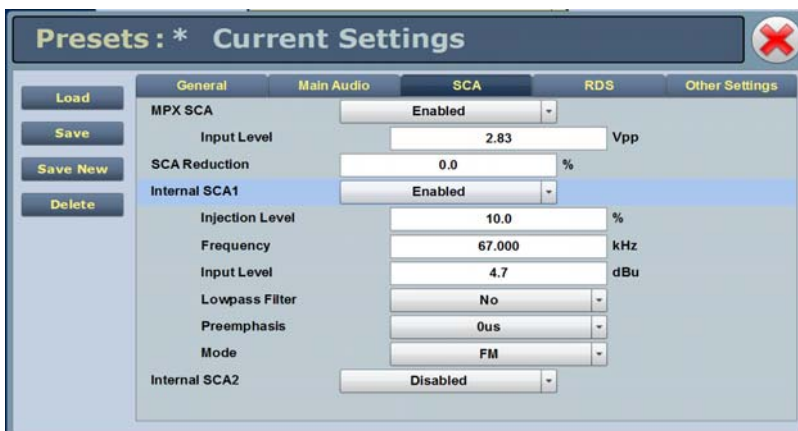 Presets: * Current Settings
Load
Save
Save New
Delete
General Main Audio SCA RDS Other Settings
MPX SCA Enabled
Input Level 2.83 Vpp
SCA Reduction 0.0 %
Internal SCA1 Enabled
Injection Level 10.0 %
Frequency 67.000 kHz
Input Level 4.7 dBu
Lowpass Filter No
Preemphasis 0us
Mode FM
Internal SCA2 Disabled